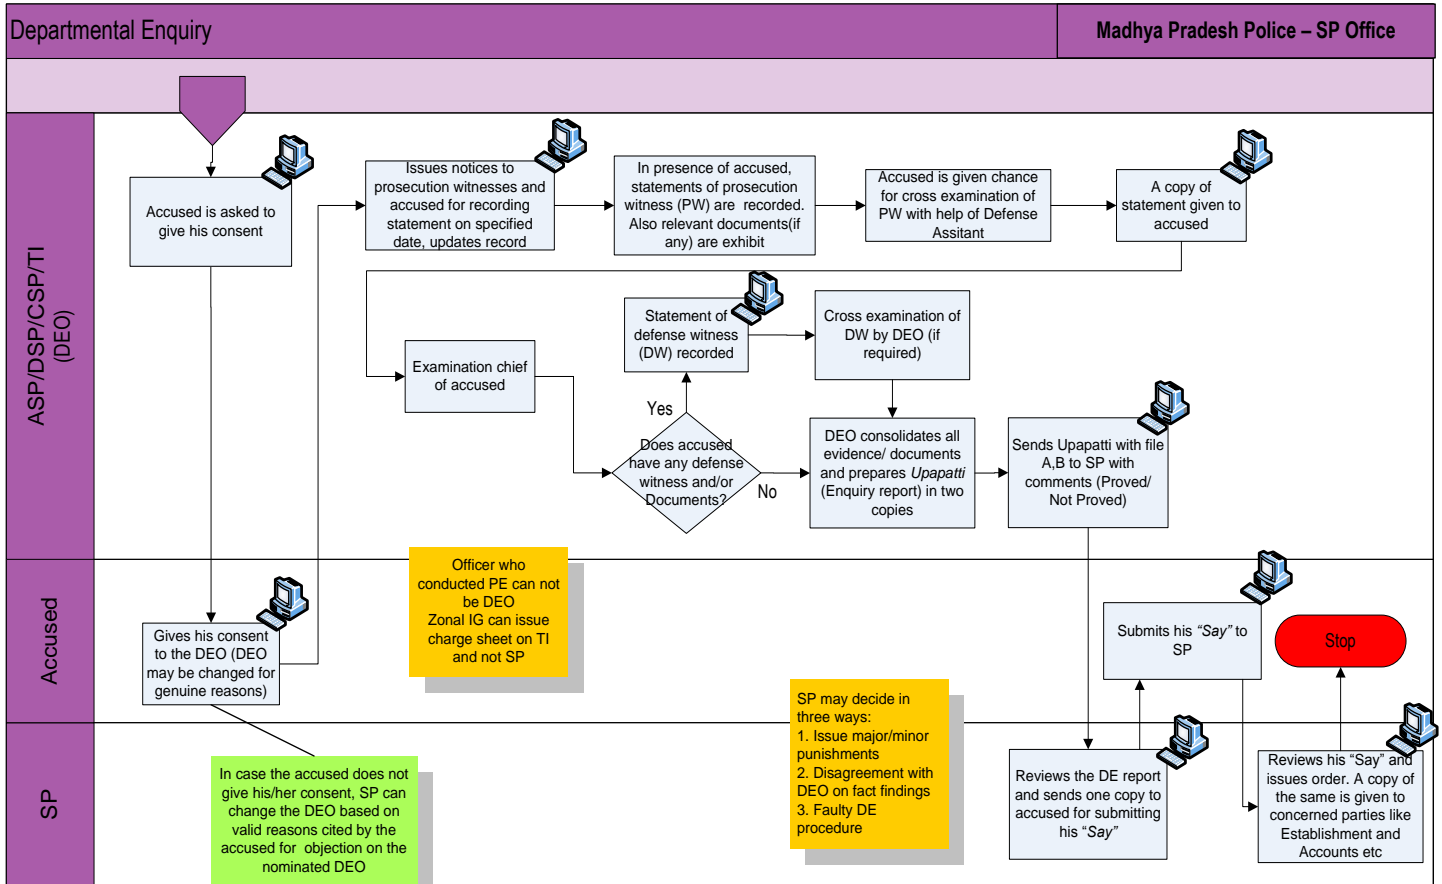 Departmental Enquiry
Madhya Pradesh Police – SP Office
ASP/DSP/CSP/TI
(DEO)
Accused is asked to
give his consent
Issues notices to
prosecution witnesses and
accused for recording
statement on specified
date, updates record
In presence of accused,
statements of prosecution
witness (PW) are recorded.
Also relevant documents(if
any) are exhibit
Accused is given chance
for cross examination of
PW with help of Defense
Assitant
A copy of
statement given to
accused
Examination chief
of accused
Statement of
defense witness
(DW) recorded
Cross examination of
DW by DEO (if
required)
Yes
Does accused
have any defense
witness and/or
Documents?
No
DEO consolidates all
evidence/ documents
and prepares Upapatti
(Enquiry report) in two
copies
Sends Upapatti with file
A,B to SP with
comments (Proved/
Not Proved)
Accused
Gives his consent
to the DEO (DEO
may be changed for
genuine reasons)
Officer who
conducted PE can not
be DEO
Zonal IG can issue
charge sheet on TI
and not SP
Submits his “Say” to
SP
Stop
SP
In case the accused does not
give his/her consent, SP can
change the DEO based on
valid reasons cited by the
accused for objection on the
nominated DEO
SP may decide in
three ways:
1. Issue major/minor
punishments
2. Disagreement with
DEO on fact findings
3. Faulty DE
procedure
Reviews the DE report
and sends one copy to
accused for submitting
his “Say”
Reviews his “Say” and
issues order. A copy of
the same is given to
concerned parties like
Establishment and
Accounts etc